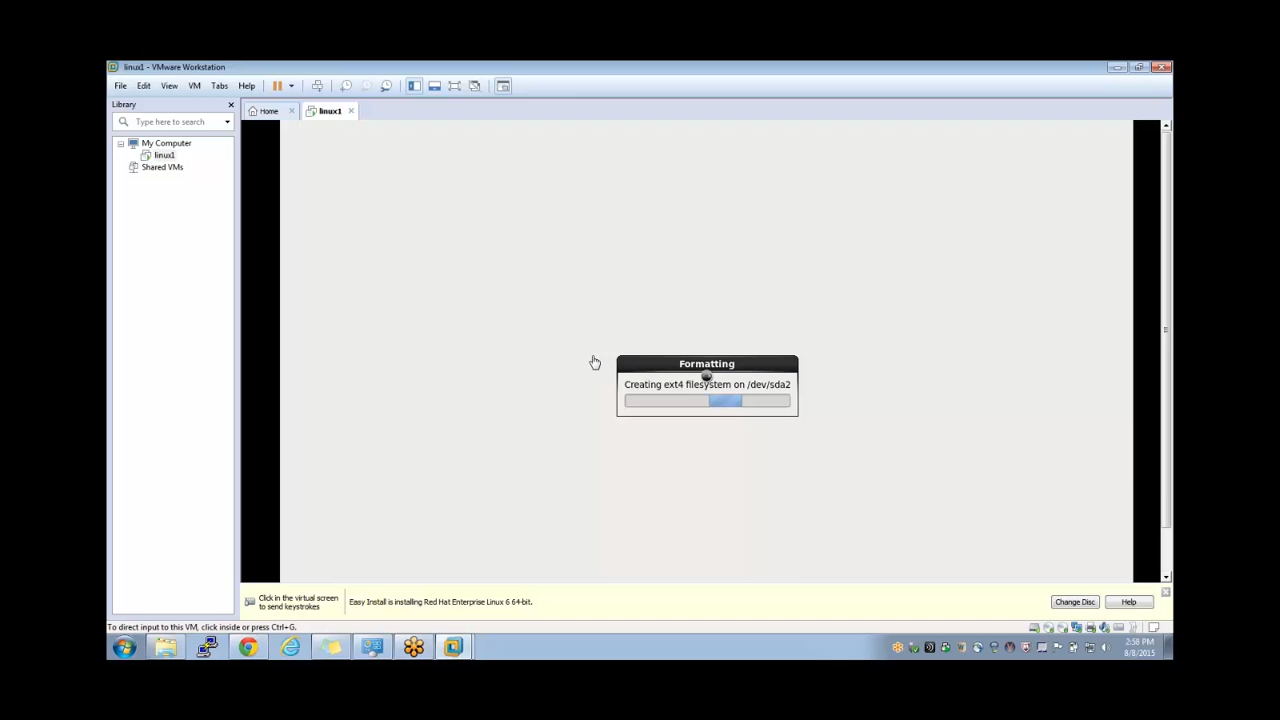 linux1 - VMware Workstation
File Edit View VM Tabs Help
Library
Home linux1
Type here to search
My Computer
linux1
Shared VMs
Formatting
Creating ext4 filesystem on /dev/sda2
Click in the virtual screen
to send keystrokes
Easy Install is installing Red Hat Enterprise Linux 6 64-bit.
Change Disc Help
To direct input to this VM, click inside or press Ctrl+G.
2:58 PM
8/8/2015